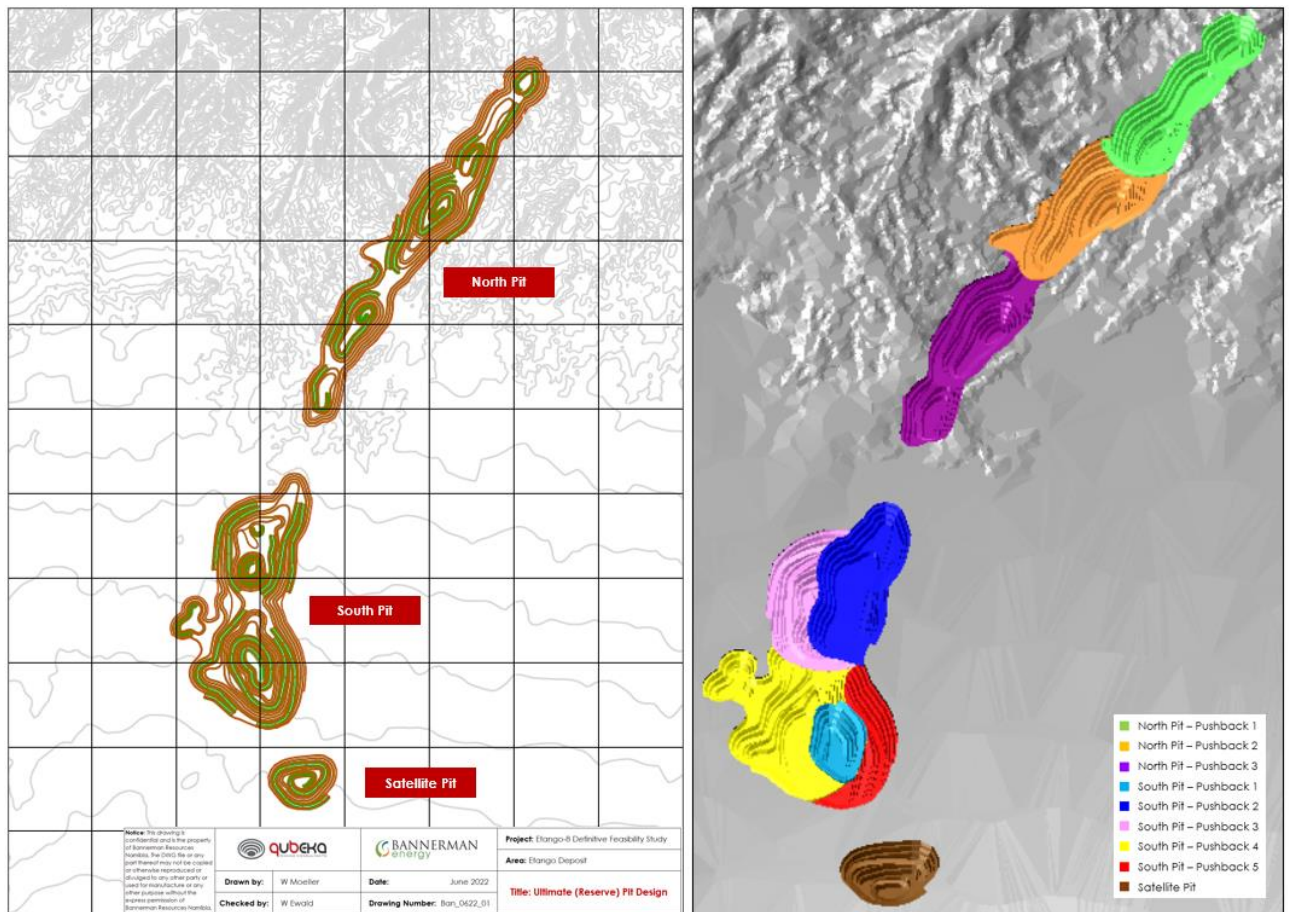 North Pit
South Pit
Satellite Pit
Notice: This drawing is
confidential and is the property
of Bannerman Resources
Namibia. The DWG file or any
part thereof may not be copied
or otherwise reproduced or
divulged to any other party or
used for manufacture or any
other purpose without the
express permission of
Bannerman Resources Namibia.
QUBEKA
BANNERMAN
energy
Drawn by: W Moeller
Date: June 2022
Checked by: W Ewald
Drawing Number: Ban_0622_01
Project: Etango-8 Definitive Feasibility Study
Area: Etango Deposit
Title: Ultimate (Reserve) Pit Design
North Pit – Pushback 1
North Pit – Pushback 2
North Pit – Pushback 3
South Pit – Pushback 1
South Pit – Pushback 2
South Pit – Pushback 3
South Pit – Pushback 4
South Pit – Pushback 5
Satellite Pit